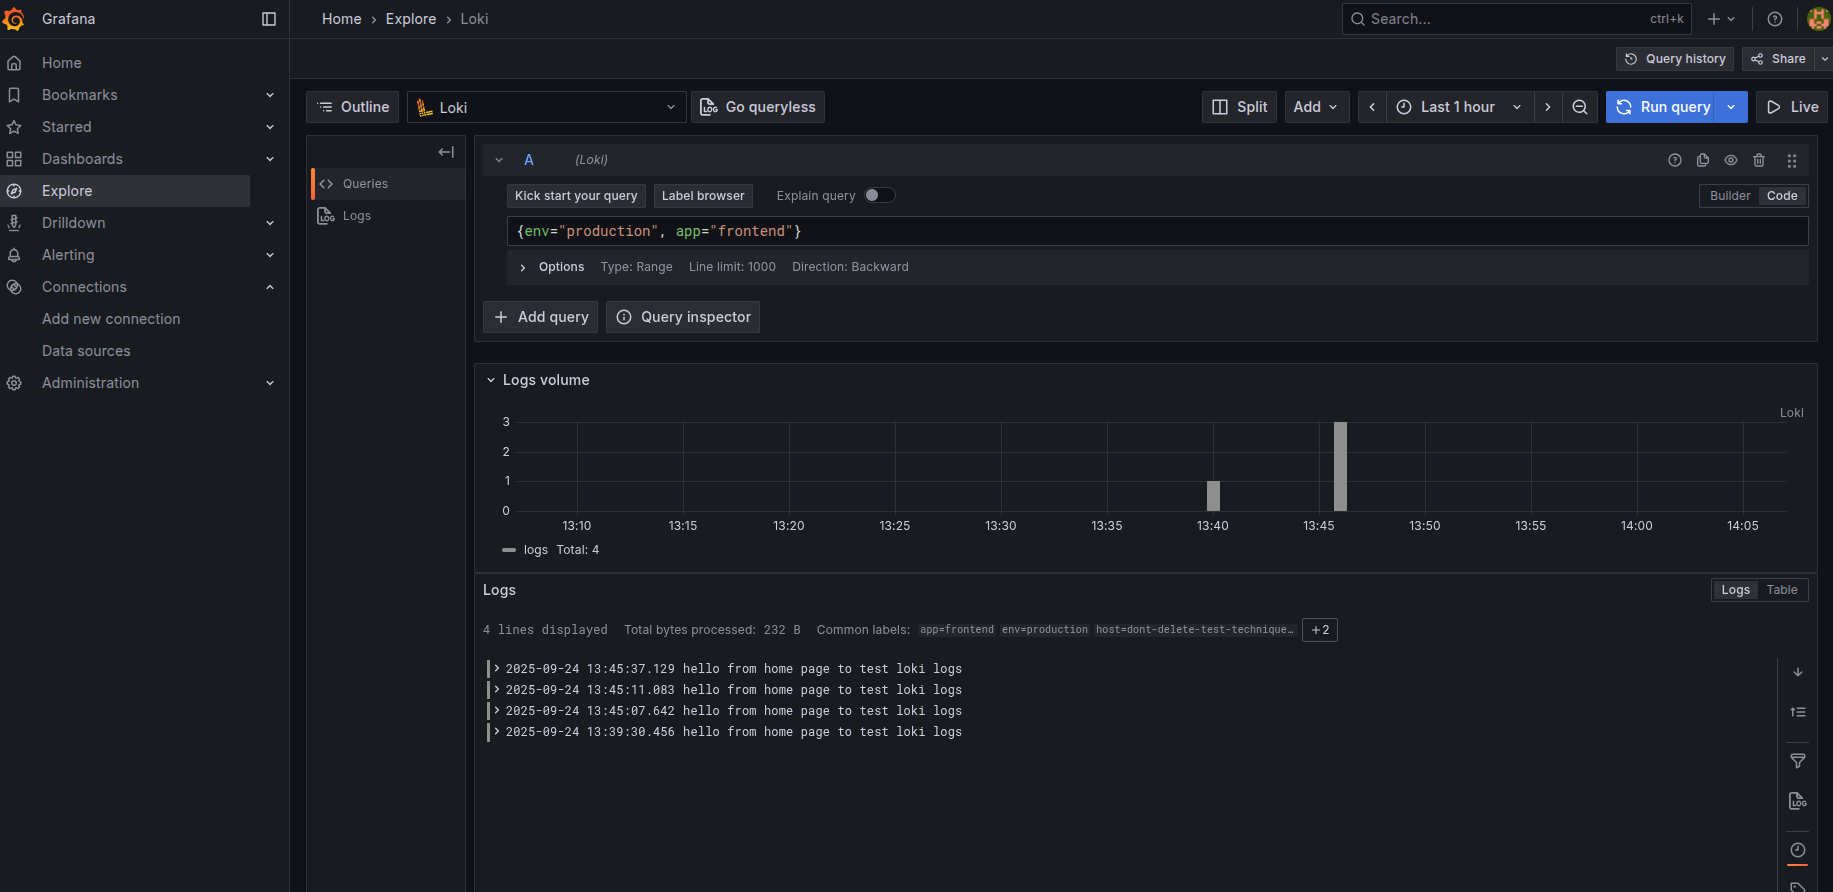 Grafana
Home › Explore › Loki
Search...
ctrl+k
Home
Bookmarks
Starred
Dashboards
Explore
Drilldown
Alerting
Connections
Add new connection
Data sources
Administration
Query history
Share
Outline
Loki
Go queryless
Split
Add
Last 1 hour
Run query
Live
Queries
Logs
A (Loki)
Kick start your query
Label browser
Explain query
Builder
Code
{env="production", app="frontend"}
Options Type: Range Line limit: 1000 Direction: Backward
Add query
Query inspector
Logs volume
Loki
3
2
1
0
13:10 13:15 13:20 13:25 13:30 13:35 13:40 13:45 13:50 13:55 14:00 14:05
logs Total: 4
Logs
Logs
Table
4 lines displayed Total bytes processed: 232 B Common labels: app=frontend env=production host=dont-delete-test-technique… +2
2025-09-24 13:45:37.129 hello from home page to test loki logs
2025-09-24 13:45:11.083 hello from home page to test loki logs
2025-09-24 13:45:07.642 hello from home page to test loki logs
2025-09-24 13:39:30.456 hello from home page to test loki logs
LOG